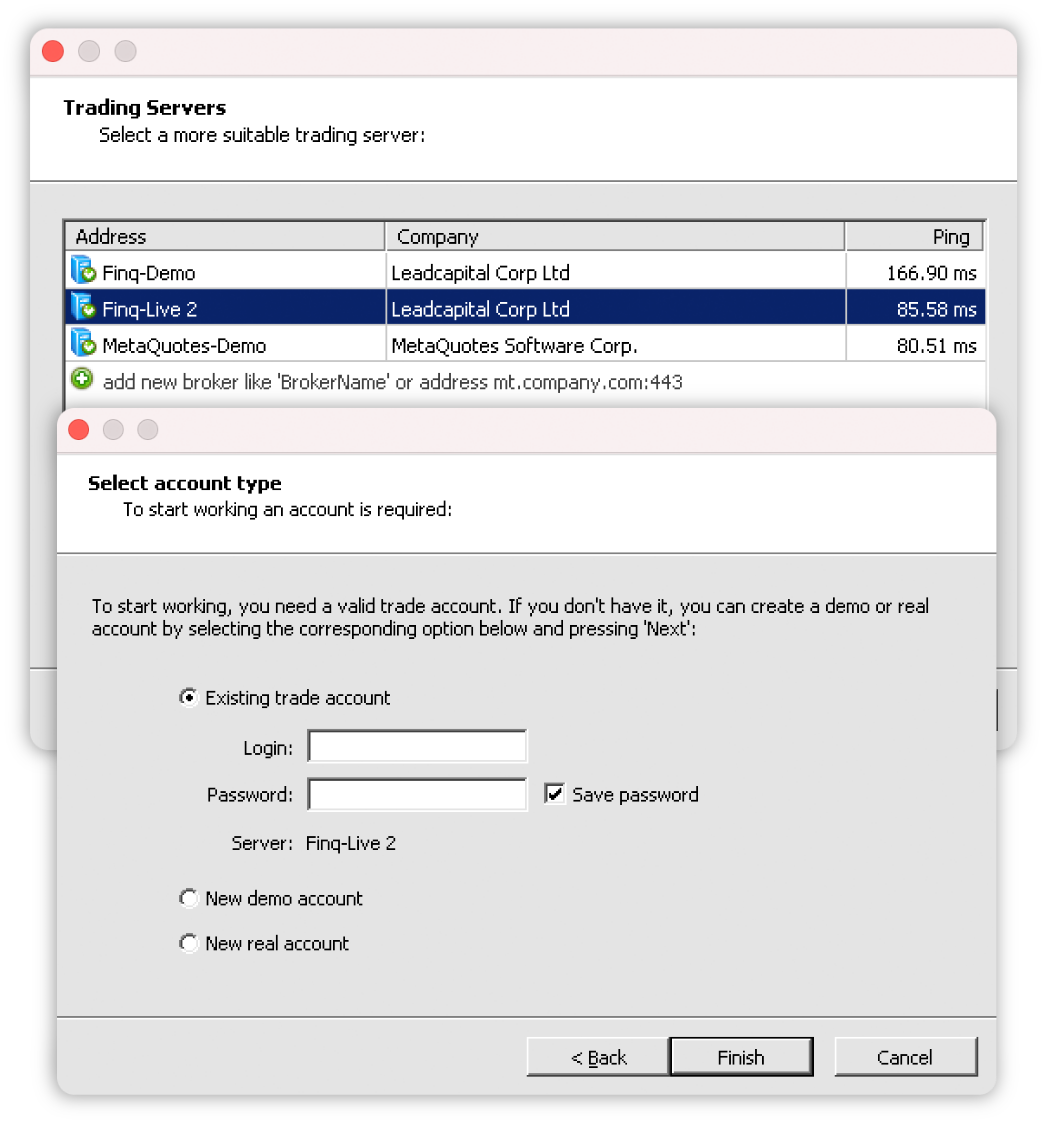 Trading Servers
Select a more suitable trading server:
Address Company Ping
Finq-Demo Leadcapital Corp Ltd 166.90 ms
Finq-Live 2 Leadcapital Corp Ltd 85.58 ms
MetaQuotes-Demo MetaQuotes Software Corp. 80.51 ms
add new broker like 'BrokerName' or address mt.company.com:443
Select account type
To start working an account is required:
To start working, you need a valid trade account. If you don't have it, you can create a demo or real
account by selecting the corresponding option below and pressing 'Next':
Existing trade account
Login:
Password: Save password
Server: Finq-Live 2
New demo account
New real account
< Back Finish Cancel